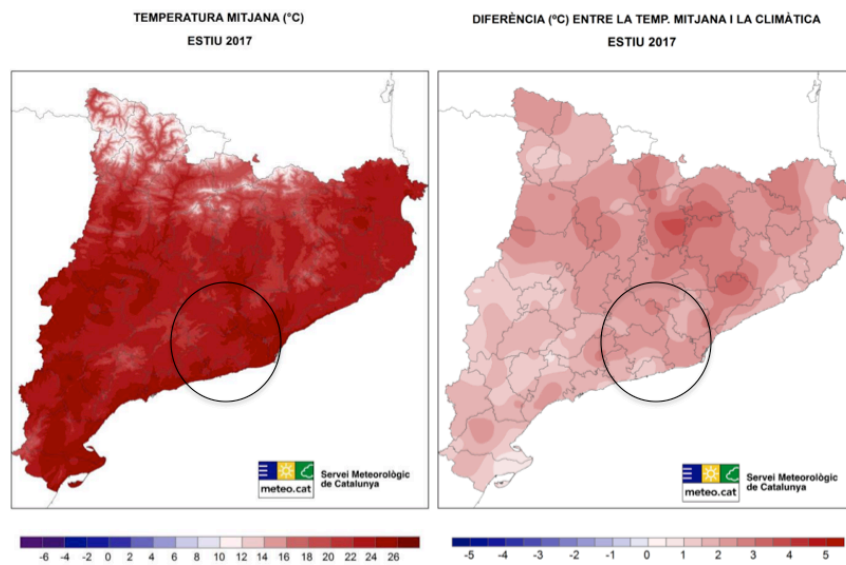 TEMPERATURA MITJANA (ºC)
ESTIU 2017
DIFERÈNCIA (ºC) ENTRE LA TEMP. MITJANA I LA CLIMÀTICA
ESTIU 2017
meteo.cat
Servei Meteorològic
de Catalunya
meteo.cat
Servei Meteorològic
de Catalunya
-6 -4 -2 0 2 4 6 8 10 12 14 16 18 20 22 24 26
-5 -4 -3 -2 -1 0 1 2 3 4 5